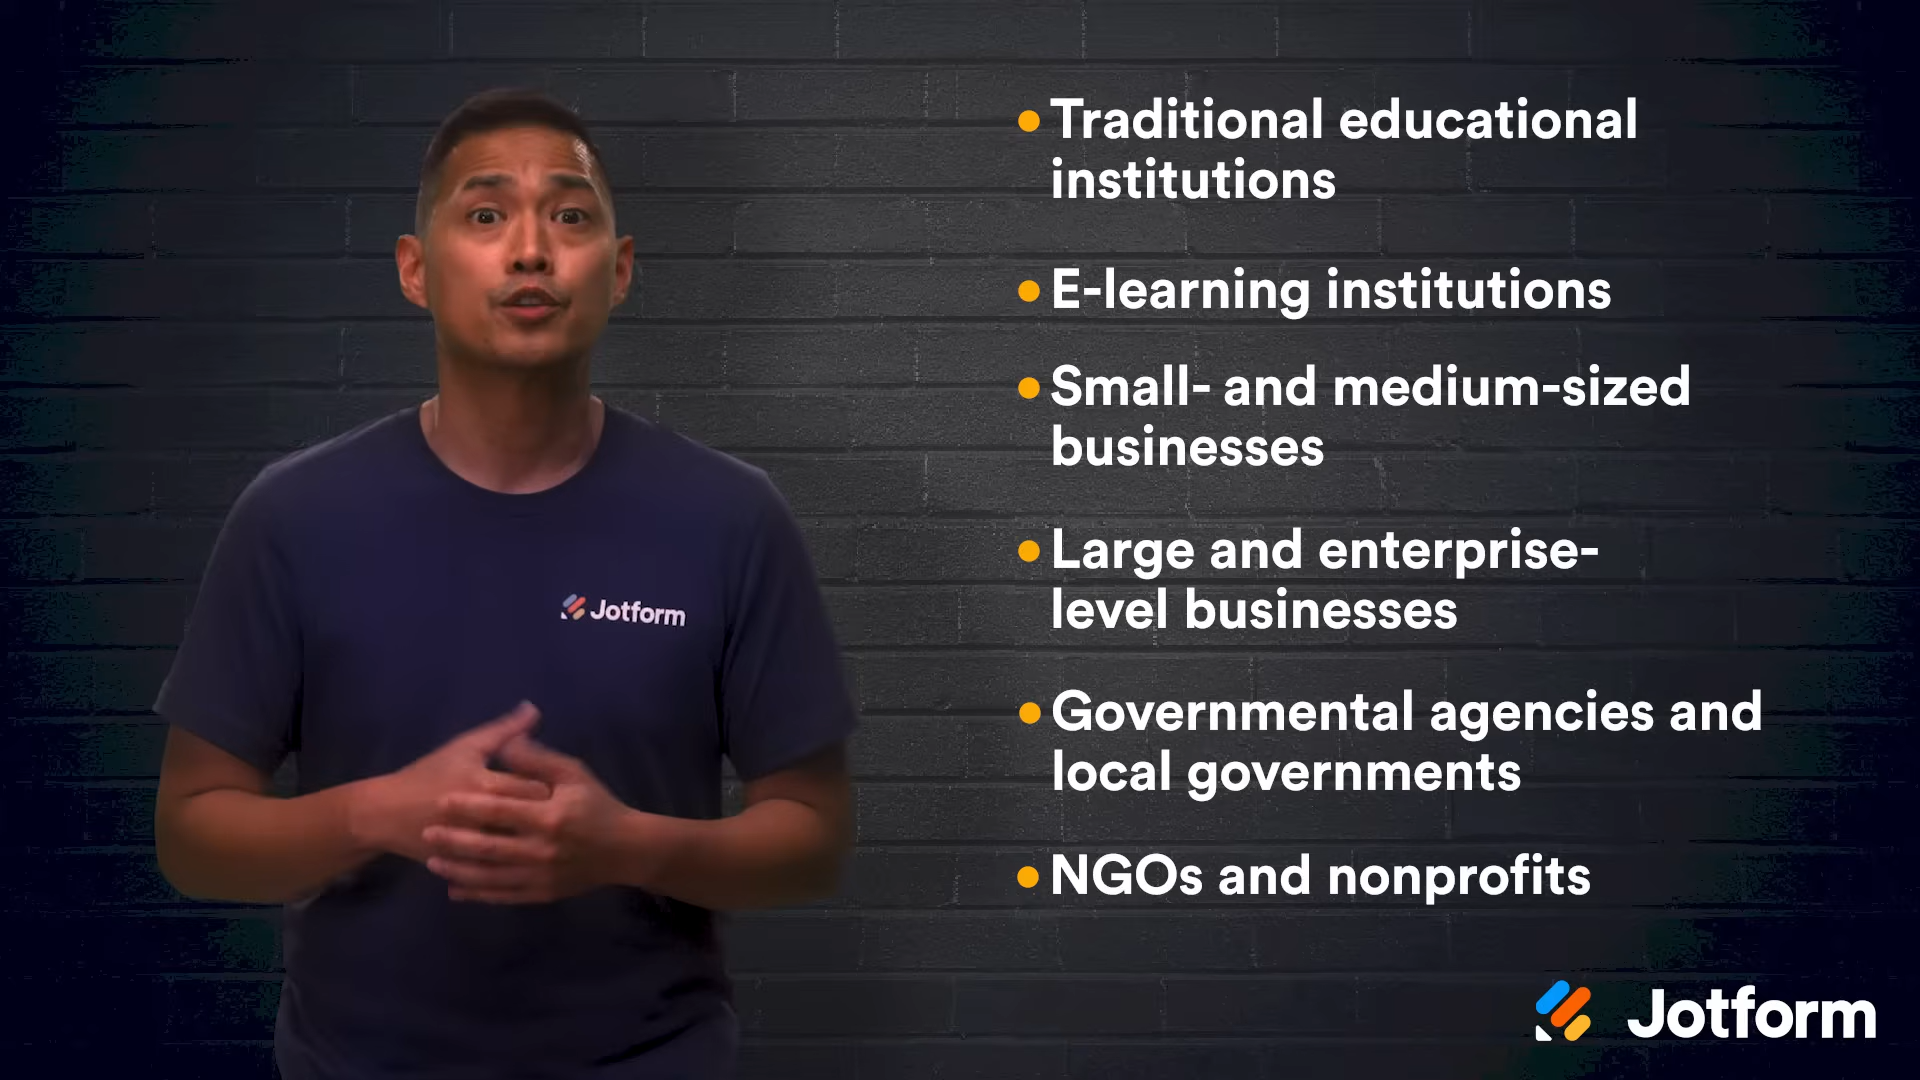 • Traditional educational
institutions
• E-learning institutions
• Small- and medium-sized
businesses
• Large and enterprise-
level businesses
• Governmental agencies and
local governments
• NGOs and nonprofits
Jotform
Jotform